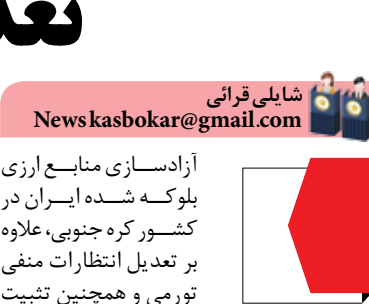 شایلی قرائی
Newskasbokar@gmail.com
آزادسازی منابع ارزی
بلوکه شده ایران در
کشور کره جنوبی، علاوه
بر تعدیل انتظارات منفی
تورمی و همچنین تثبیت